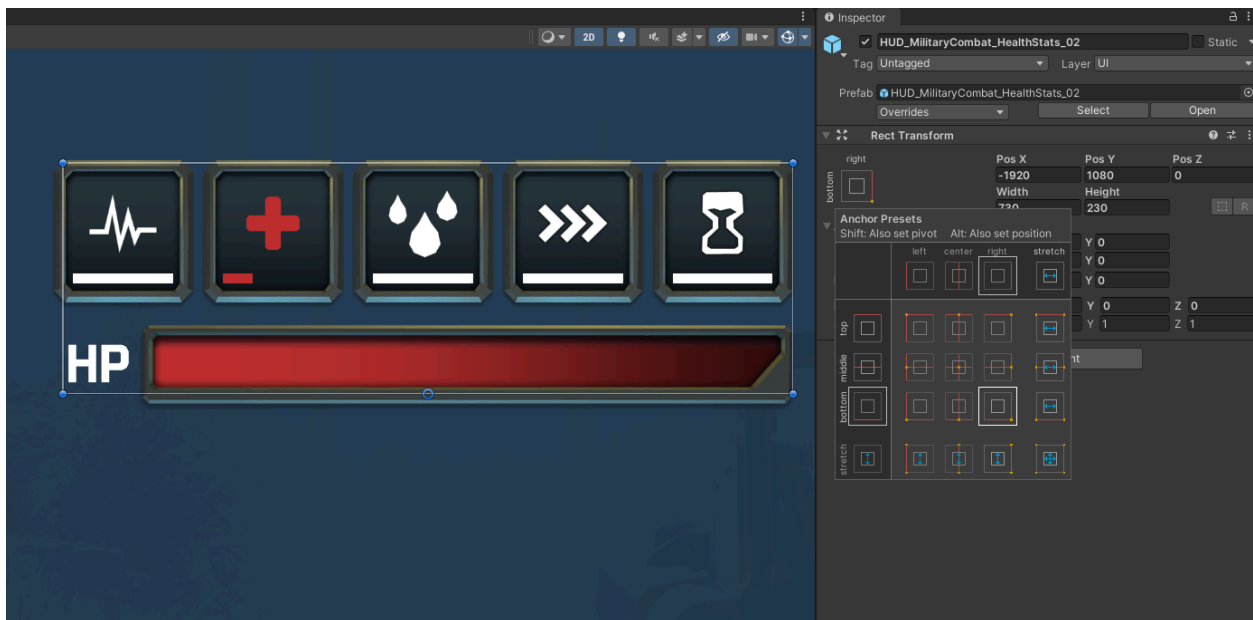 Inspector
2D
HUD_MilitaryCombat_HealthStats_02
Static
Tag Untagged
Layer UI
Prefab HUD_MilitaryCombat_HealthStats_02
Overrides
Select
Open
Rect Transform
right
Pos X
Pos Y
Pos Z
bottom
-1920
1080
0
Width
Height
730
230
R
Anchor Presets
Shift: Also set pivot Alt: Also set position
left center right stretch
Y 0
Y 0
Y 0
Y 0
Z 0
Y 1
Z 1
top
middle
bottom
stretch
nt
HP